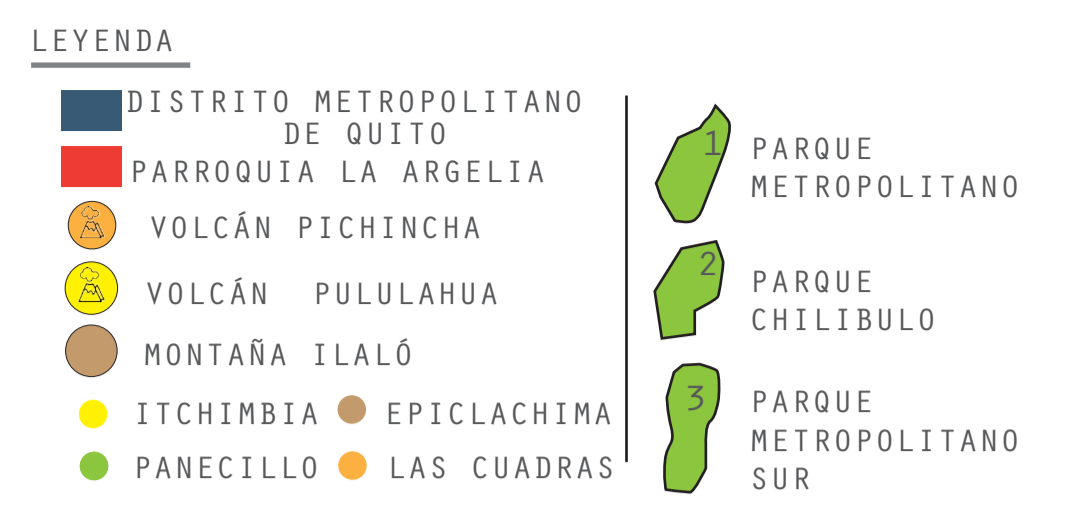 LEYENDA
DISTRITO METROPOLITANO
DE QUITO
PARROQUIA LA ARGELIA
VOLCÁN PICHINCHA
VOLCÁN PULULAHUA
MONTAÑA ILALÓ
ITCHIMBIA
EPICLACHIMA
PANECILLO
LAS CUADRAS
1
PARQUE
METROPOLITANO
2
PARQUE
CHILIBULO
3
PARQUE
METROPOLITANO
SUR